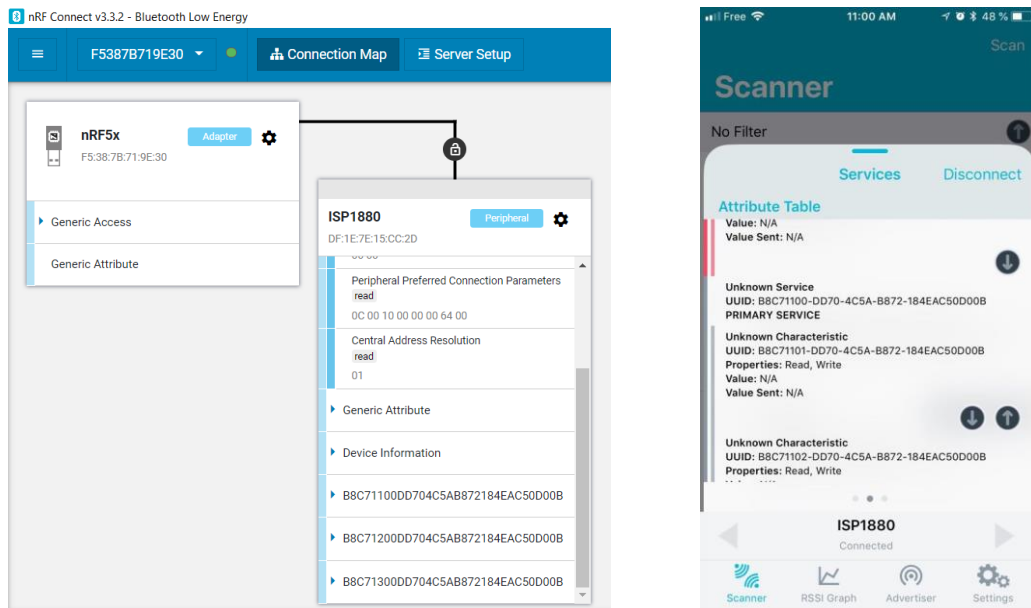 nRF Connect v3.3.2 - Bluetooth Low Energy
F5387B719E30
Connection Map
Server Setup
nRF5x
Adapter
F5:38:7B:71:9E:30
Generic Access
Generic Attribute
ISP1880
Peripheral
DF:1E:7E:15:CC:2D
Peripheral Preferred Connection Parameters
read
0C 00 10 00 00 00 64 00
Central Address Resolution
read
01
Generic Attribute
Device Information
B8C71100DD704C5AB872184EAC50D00B
B8C71200DD704C5AB872184EAC50D00B
B8C71300DD704C5AB872184EAC50D00B
Free 11:00 AM 48 %
Scan
Scanner
No Filter
Services
Disconnect
Attribute Table
Value: N/A
Value Sent: N/A
Unknown Service
UUID: B8C71100-DD70-4C5A-B872-184EAC50D00B
PRIMARY SERVICE
Unknown Characteristic
UUID: B8C71101-DD70-4C5A-B872-184EAC50D00B
Properties: Read, Write
Value: N/A
Value Sent: N/A
Unknown Characteristic
UUID: B8C71102-DD70-4C5A-B872-184EAC50D00B
Properties: Read, Write
ISP1880
Connected
Scanner
RSSI Graph
Advertiser
Settings